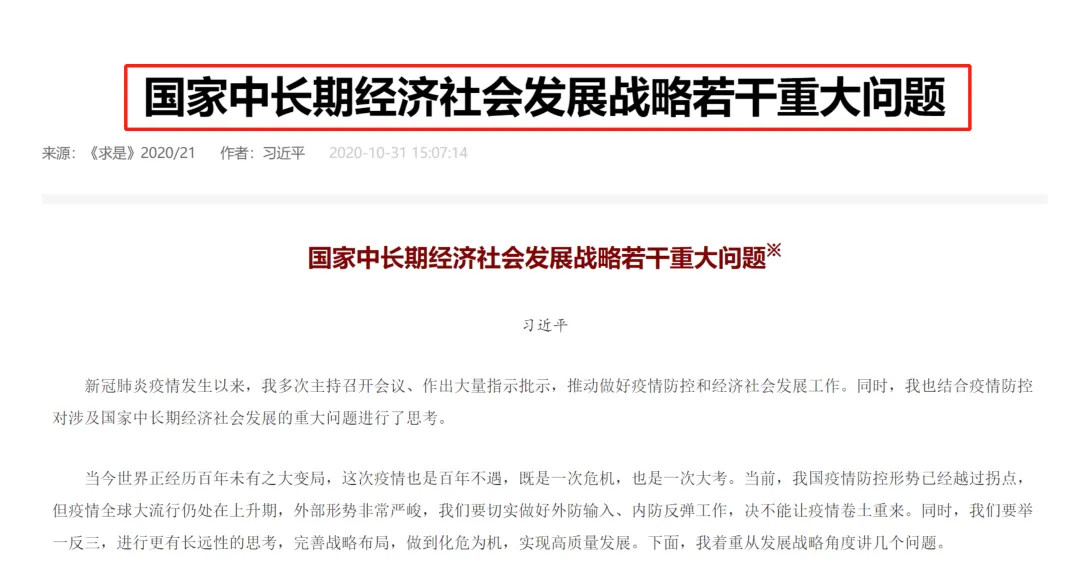 国家中长期经济社会发展战略若干重大问题
来源：《求是》2020/21 作者：习近平 2020-10-31 15:07:14
国家中长期经济社会发展战略若干重大问题※
习近平
新冠肺炎疫情发生以来，我多次主持召开会议、作出大量指示批示，推动做好疫情防控和经济社会发展工作。同时，我也结合疫情防控
对涉及国家中长期经济社会发展的重大问题进行了思考。
当今世界正经历百年未有之大变局，这次疫情也是百年不遇，既是一次危机，也是一次大考。当前，我国疫情防控形势已经越过拐点，
但疫情全球大流行仍处在上升期，外部形势非常严峻，我们要切实做好外防输入、内防反弹工作，决不能让疫情卷土重来。同时，我们要举
一反三，进行更有长远性的思考，完善战略布局，做到化危为机，实现高质量发展。下面，我着重从发展战略角度讲几个问题。